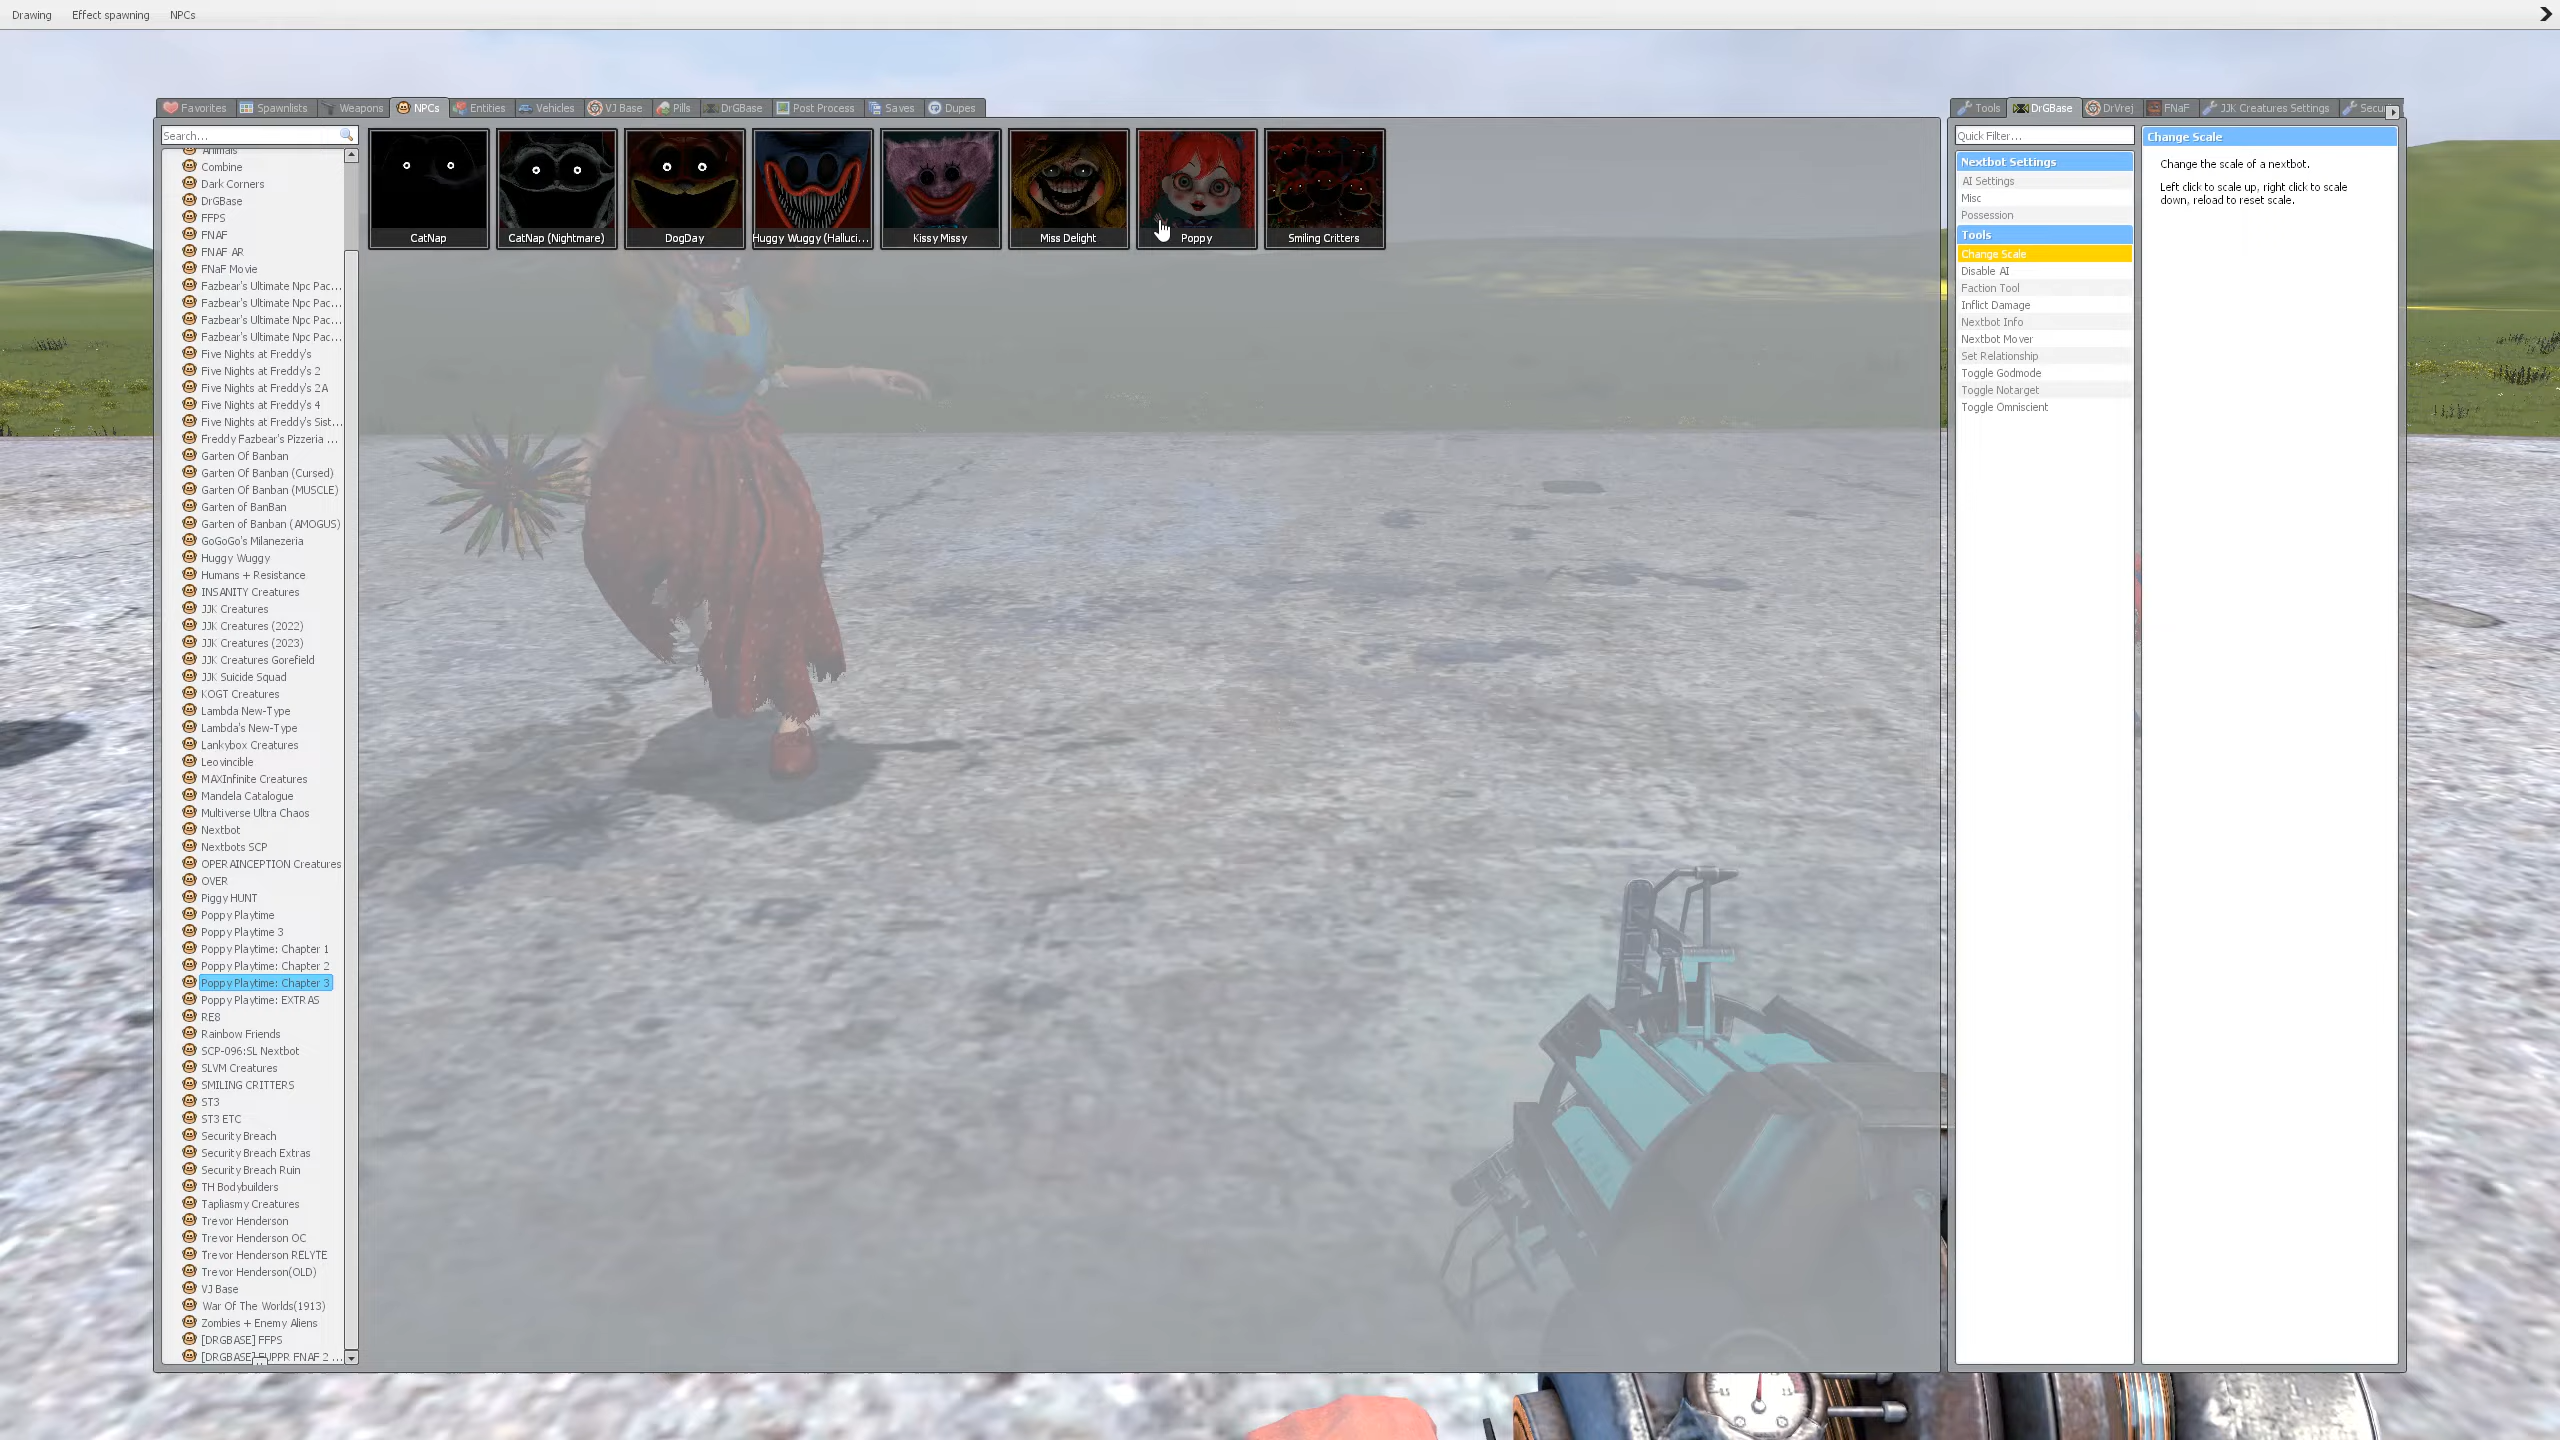 Drawing Effect spawning NPCs
Favorites Spawnlists Weapons NPCs Entities Vehicles VJ Base Pills DrGBase Post Process Saves Dupes
Search...
Animals
Combine
Dark Corners
DrGBase
FFPS
FNAF
FNAF AR
FNaF Movie
Fazbear's Ultimate Npc Pac...
Fazbear's Ultimate Npc Pac...
Fazbear's Ultimate Npc Pac...
Fazbear's Ultimate Npc Pac...
Five Nights at Freddy's
Five Nights at Freddy's 2
Five Nights at Freddy's 2A
Five Nights at Freddy's 4
Five Nights at Freddy's Sist...
Freddy Fazbear's Pizzeria ...
Garten Of Banban
Garten Of Banban (Cursed)
Garten Of Banban (MUSCLE)
Garten of BanBan
Garten of Banban (AMOGUS)
GoGoGo's Milanezeria
Huggy Wuggy
Humans + Resistance
INSANITY Creatures
JJK Creatures
JJK Creatures (2022)
JJK Creatures (2023)
JJK Creatures Gorefield
JJK Suicide Squad
KOGT Creatures
Lambda New-Type
Lambda's New-Type
Lankybox Creatures
Leovincible
MAXInfinite Creatures
Mandela Catalogue
Multiverse Ultra Chaos
Nextbot
Nextbots SCP
OPERAINCEPTION Creatures
OVER
Piggy HUNT
Poppy Playtime
Poppy Playtime 3
Poppy Playtime: Chapter 1
Poppy Playtime: Chapter 2
Poppy Playtime: Chapter 3
Poppy Playtime: EXTRAS
RE8
Rainbow Friends
SCP-096:SL Nextbot
SLVM Creatures
SMILING CRITTERS
ST3
ST3 ETC
Security Breach
Security Breach Extras
Security Breach Ruin
TH Bodybuilders
Tapliasmy Creatures
Trevor Henderson
Trevor Henderson OC
Trevor Henderson RELYTE
Trevor Henderson(OLD)
VJ Base
War Of The Worlds(1913)
Zombies + Enemy Aliens
[DRGBASE] FFPS
[DRGBASE] FUPPR FNAF 2 ...
CatNap
CatNap (Nightmare)
DogDay
Huggy Wuggy (Halluci...
Kissy Missy
Miss Delight
Poppy
Smiling Critters
Tools DrGBase DrVrej FNaF JJK Creatures Settings Secu
Quick Filter...
Nextbot Settings
AI Settings
Misc
Possession
Tools
Change Scale
Disable AI
Faction Tool
Inflict Damage
Nextbot Info
Nextbot Mover
Set Relationship
Toggle Godmode
Toggle Notarget
Toggle Omniscient
Change Scale
Change the scale of a nextbot.
Left click to scale up, right click to scale
down, reload to reset scale.